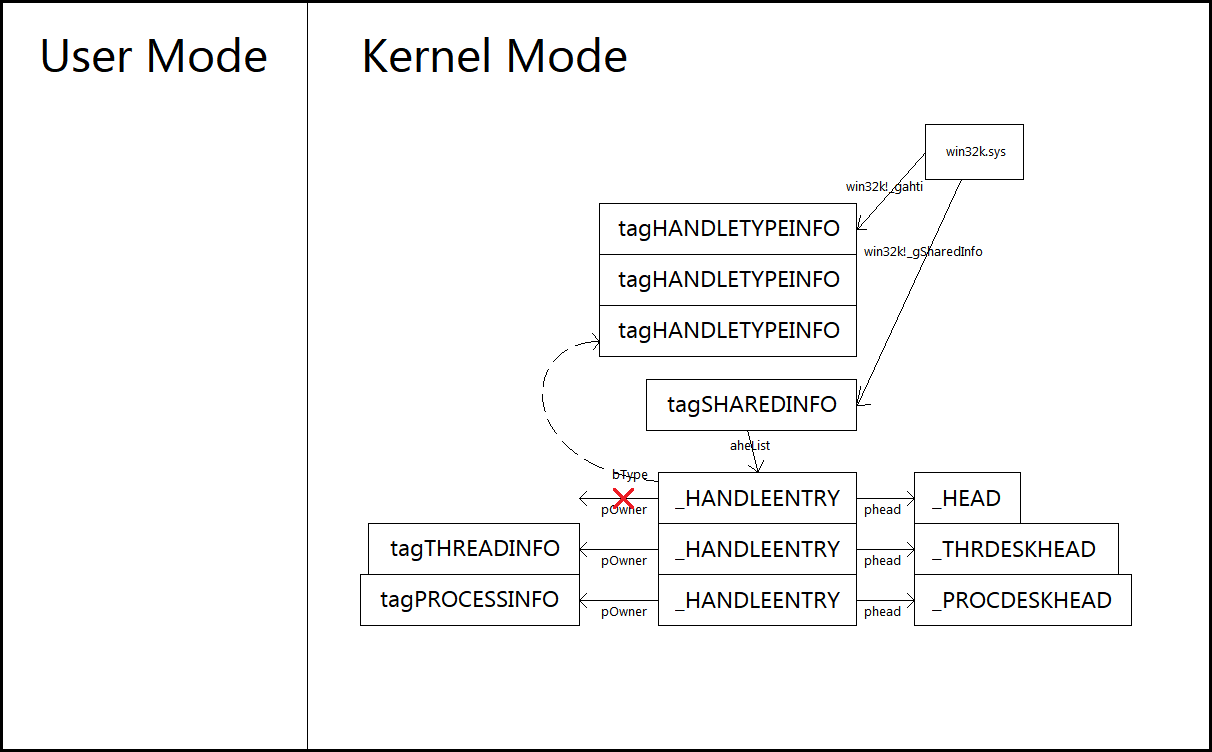 User Mode
Kernel Mode
win32k.sys
win32k!_gahti
tagHANDLETYPEINFO
win32k!_gSharedInfo
tagHANDLETYPEINFO
tagHANDLETYPEINFO
tagSHAREDINFO
aheList
bType
pOwner
_HANDLEENTRY
phead
_HEAD
tagTHREADINFO
pOwner
_HANDLEENTRY
phead
_THRDESKHEAD
tagPROCESSINFO
pOwner
_HANDLEENTRY
phead
_PROCDESKHEAD